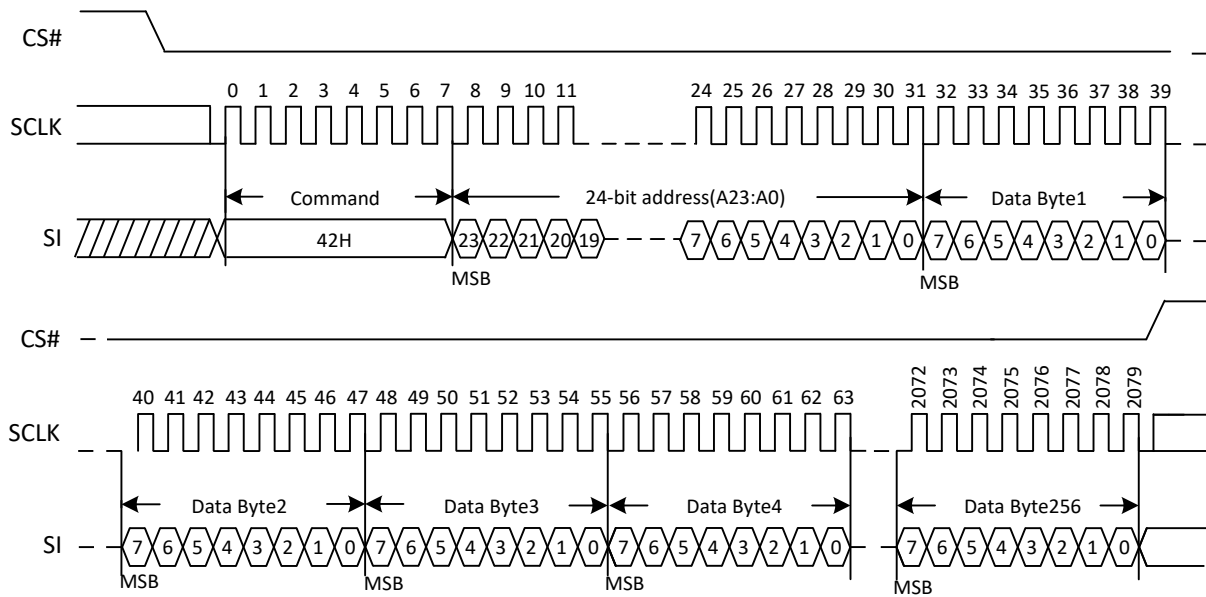 CS#
0 1 2 3 4 5 6 7 8 9 10 11 24 25 26 27 28 29 30 31 32 33 34 35 36 37 38 39
SCLK
Command 24-bit address(A23:A0) Data Byte1
SI 42H 23 22 21 20 19 7 6 5 4 3 2 1 0 7 6 5 4 3 2 1 0
MSB MSB
CS#
40 41 42 43 44 45 46 47 48 49 50 51 52 53 54 55 56 57 58 59 60 61 62 63 2072 2073 2074 2075 2076 2077 2078 2079
SCLK
Data Byte2 Data Byte3 Data Byte4 Data Byte256
SI 7 6 5 4 3 2 1 0 7 6 5 4 3 2 1 0 7 6 5 4 3 2 1 0 7 6 5 4 3 2 1 0
MSB MSB MSB MSB